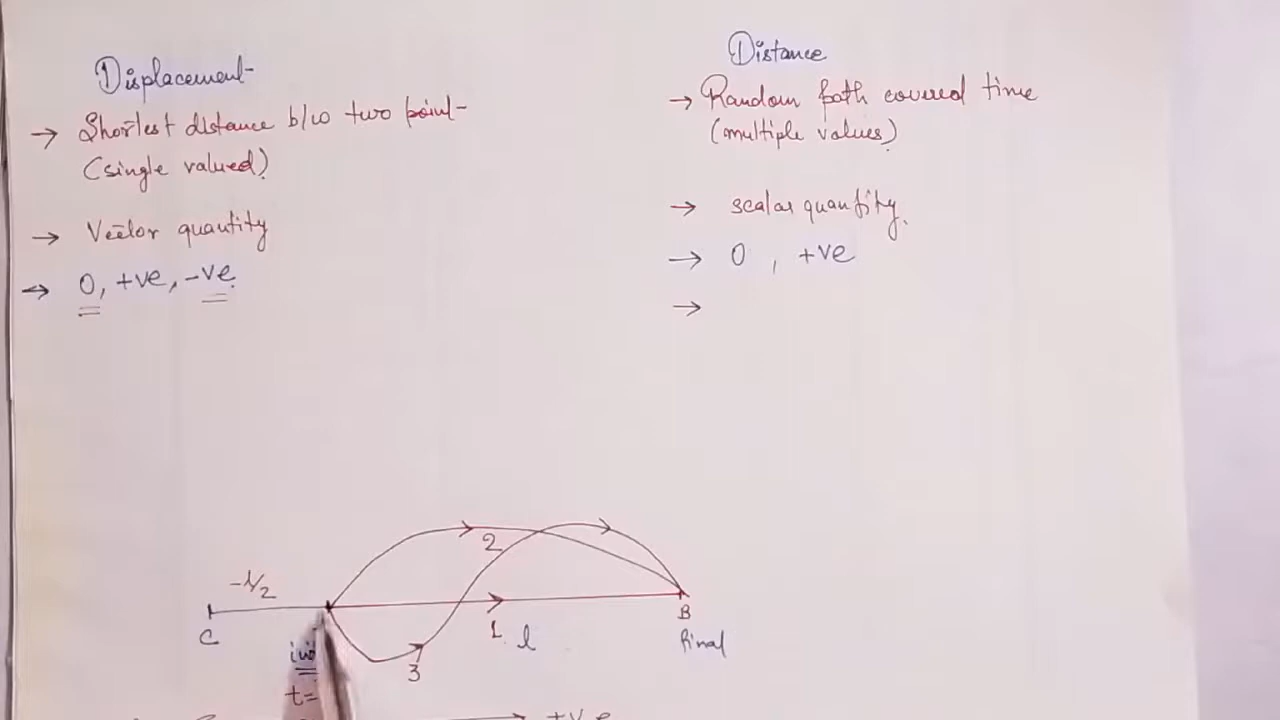 Displacement
→ Shortest distance b/w two point
(single valued)
→ Vector quantity
→ 0, +ve, -ve
Distance
→ Random path covered time
(multiple values)
→ scalar quantity.
→ 0 , +ve
→
2
-l/2
C
1
l
B
Final
3
t=
+ve